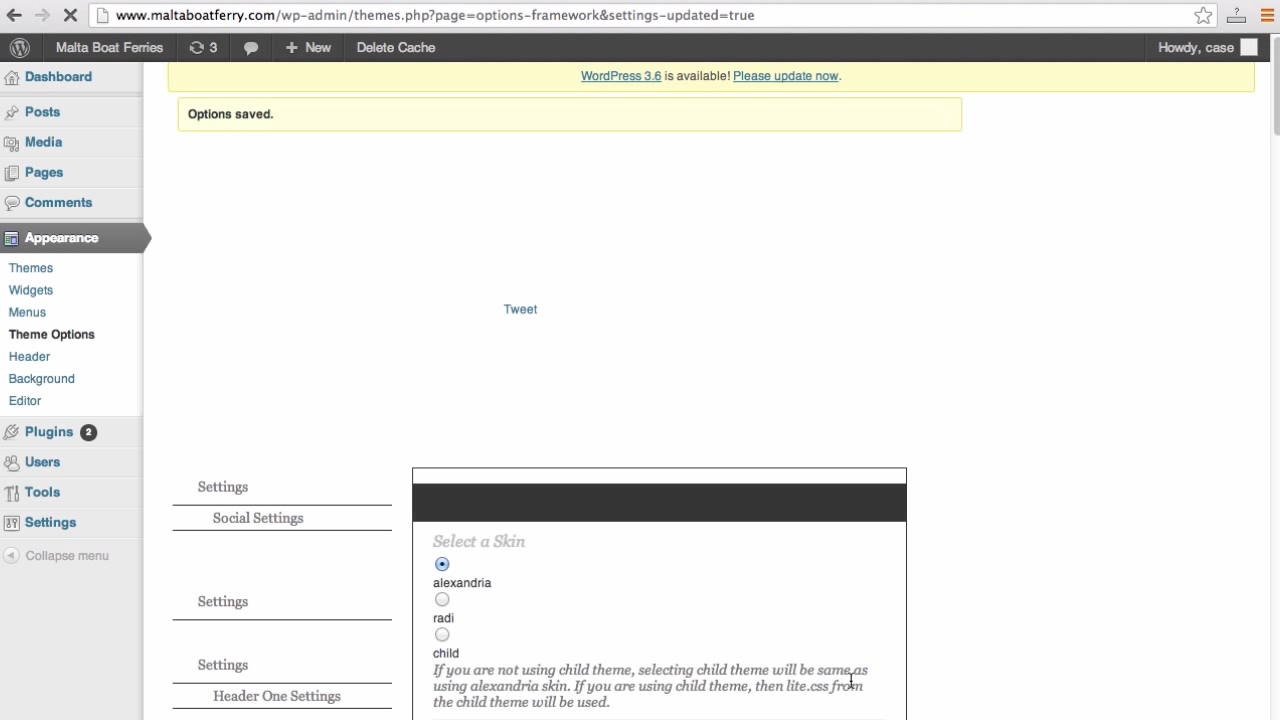 www.maltaboatferry.com/wp-admin/themes.php?page=options-framework&settings-updated=true
Malta Boat Ferries
3
New
Delete Cache
Howdy, case
WordPress 3.6 is available! Please update now.
Options saved.
Dashboard
Posts
Media
Pages
Comments
Appearance
Themes
Widgets
Menus
Theme Options
Header
Background
Editor
Plugins 2
Users
Tools
Settings
Collapse menu
Tweet
Settings
Social Settings
Settings
Settings
Header One Settings
Select a Skin
alexandria
radi
child
If you are not using child theme, selecting child theme will be same as
using alexandria skin. If you are using child theme, then lite.css from
the child theme will be used.